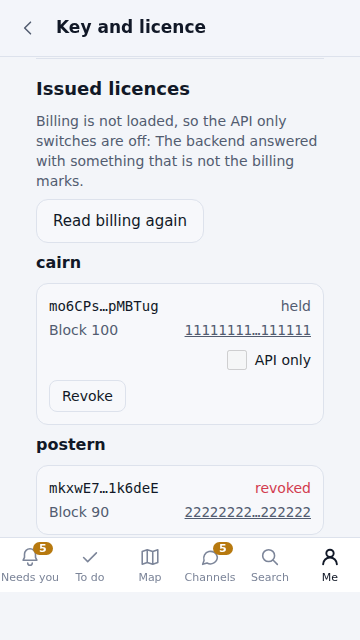 Key and licence
Issued licences
Billing is not loaded, so the API only
switches are off: The backend answered
with something that is not the billing
marks.
Read billing again
cairn
mo6CPs…pMBTug held
Block 100 11111111…111111
API only
Revoke
postern
mkxwE7…1k6deE revoked
Block 90 22222222…222222
5 5
Needs you To do Map Channels Search Me